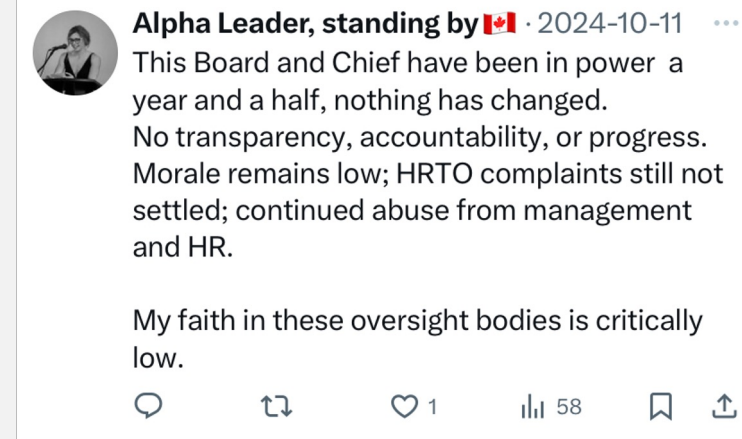 Alpha Leader, standing by🇨🇦 · 2024-10-11
This Board and Chief have been in power a
year and a half, nothing has changed.
No transparency, accountability, or progress.
Morale remains low; HRTO complaints still not
settled; continued abuse from management
and HR.
My faith in these oversight bodies is critically
low.
1 58